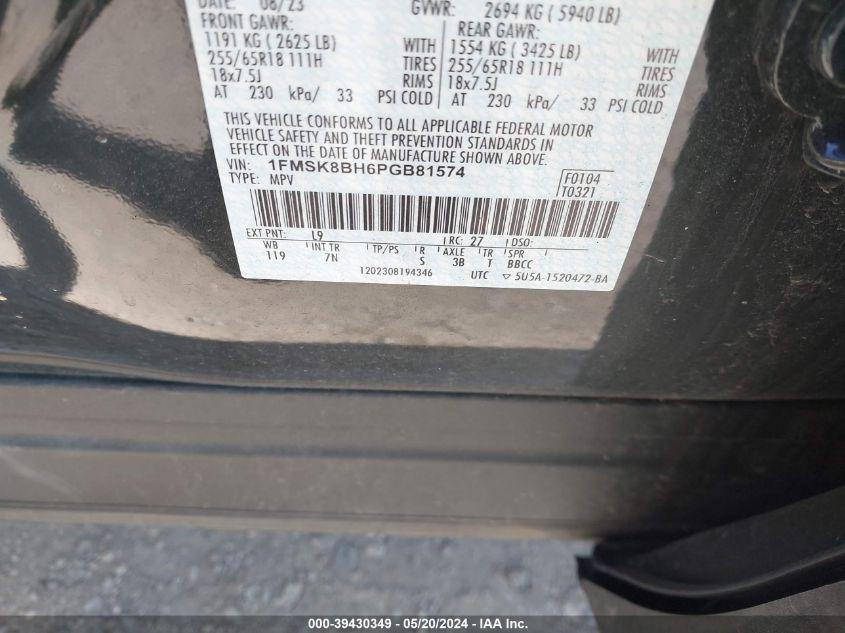 DATE: 08/23 GVWR: 2694 KG ( 5940 LB)
FRONT GAWR: REAR GAWR:
1191 KG ( 2625 LB) WITH 1554 KG ( 3425 LB) WITH
255/65R18 111H TIRES 255/65R18 111H TIRES
18x7.5J RIMS 18x7.5J RIMS
AT 230 kPa/ 33 PSI COLD AT 230 kPa/ 33 PSI COLD
THIS VEHICLE CONFORMS TO ALL APPLICABLE FEDERAL MOTOR
VEHICLE SAFETY AND THEFT PREVENTION STANDARDS IN
EFFECT ON THE DATE OF MANUFACTURE SHOWN ABOVE.
VIN: 1FMSK8BH6PGB81574 F0104
TYPE: MPV T0321
EXT PNT: L9 RC: 27 DSO:
WB INT TR TP/PS R AXLE TR SPR
119 7N S 3B T BBCC
1202308194346 UTC ▽ 5U5A-1520472-BA
000-39430349 - 05/20/2024 - IAA Inc.